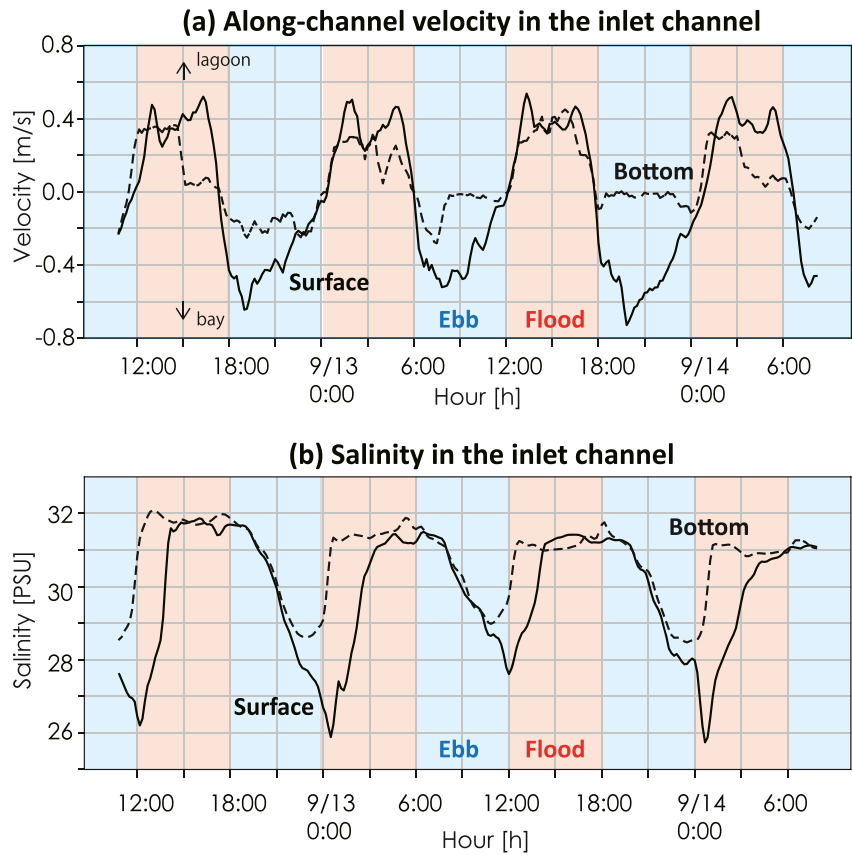 (a) Along-channel velocity in the inlet channel
0.8
0.4
0.0
-0.4
-0.8
Velocity [m/s]
lagoon
bay
Bottom
Surface
Ebb
Flood
12:00 18:00 9/13 6:00 12:00 18:00 9/14 6:00
0:00 0:00
Hour [h]
(b) Salinity in the inlet channel
32
30
28
26
Salinity [PSU]
Bottom
Surface
Ebb
Flood
12:00 18:00 9/13 6:00 12:00 18:00 9/14 6:00
0:00 0:00
Hour [h]